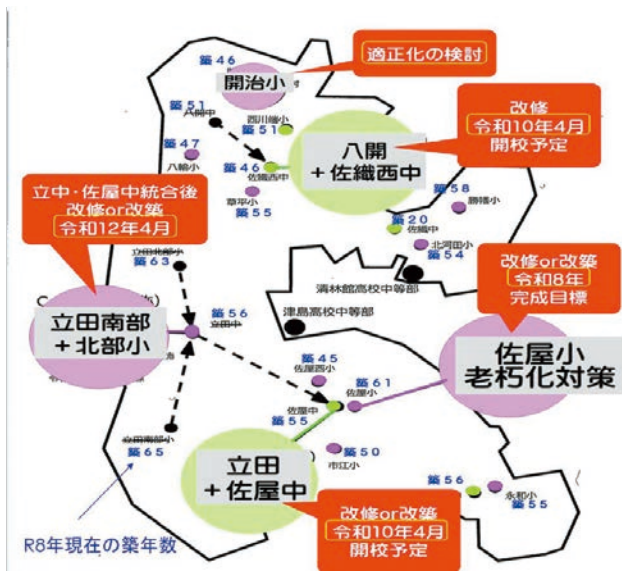 築46
適正化の検討
開治小
築51
八開中
西川端小
築51
改修
令和10年4月
開校予定
築47
八輪小
築46
佐織西中
八開
+佐織西中
草平小
築55
築58
勝幡小
立中・佐屋中統合後
改修or改築
令和12年4月
築20
佐織中
北河田小
築54
立田北部小
築63
清林館高校中等部
改修or改築
令和8年
完成目標
築56
立田中
津島高校中等部
立田南部
+北部小
佐屋小
老朽化対策
築45
佐屋西小
築61
佐屋小
佐屋中
築55
立田南部小
築65
立田
+佐屋中
築50
市江小
築56
永和小
築55
改修or改築
令和10年4月
開校予定
R8年現在の築年数